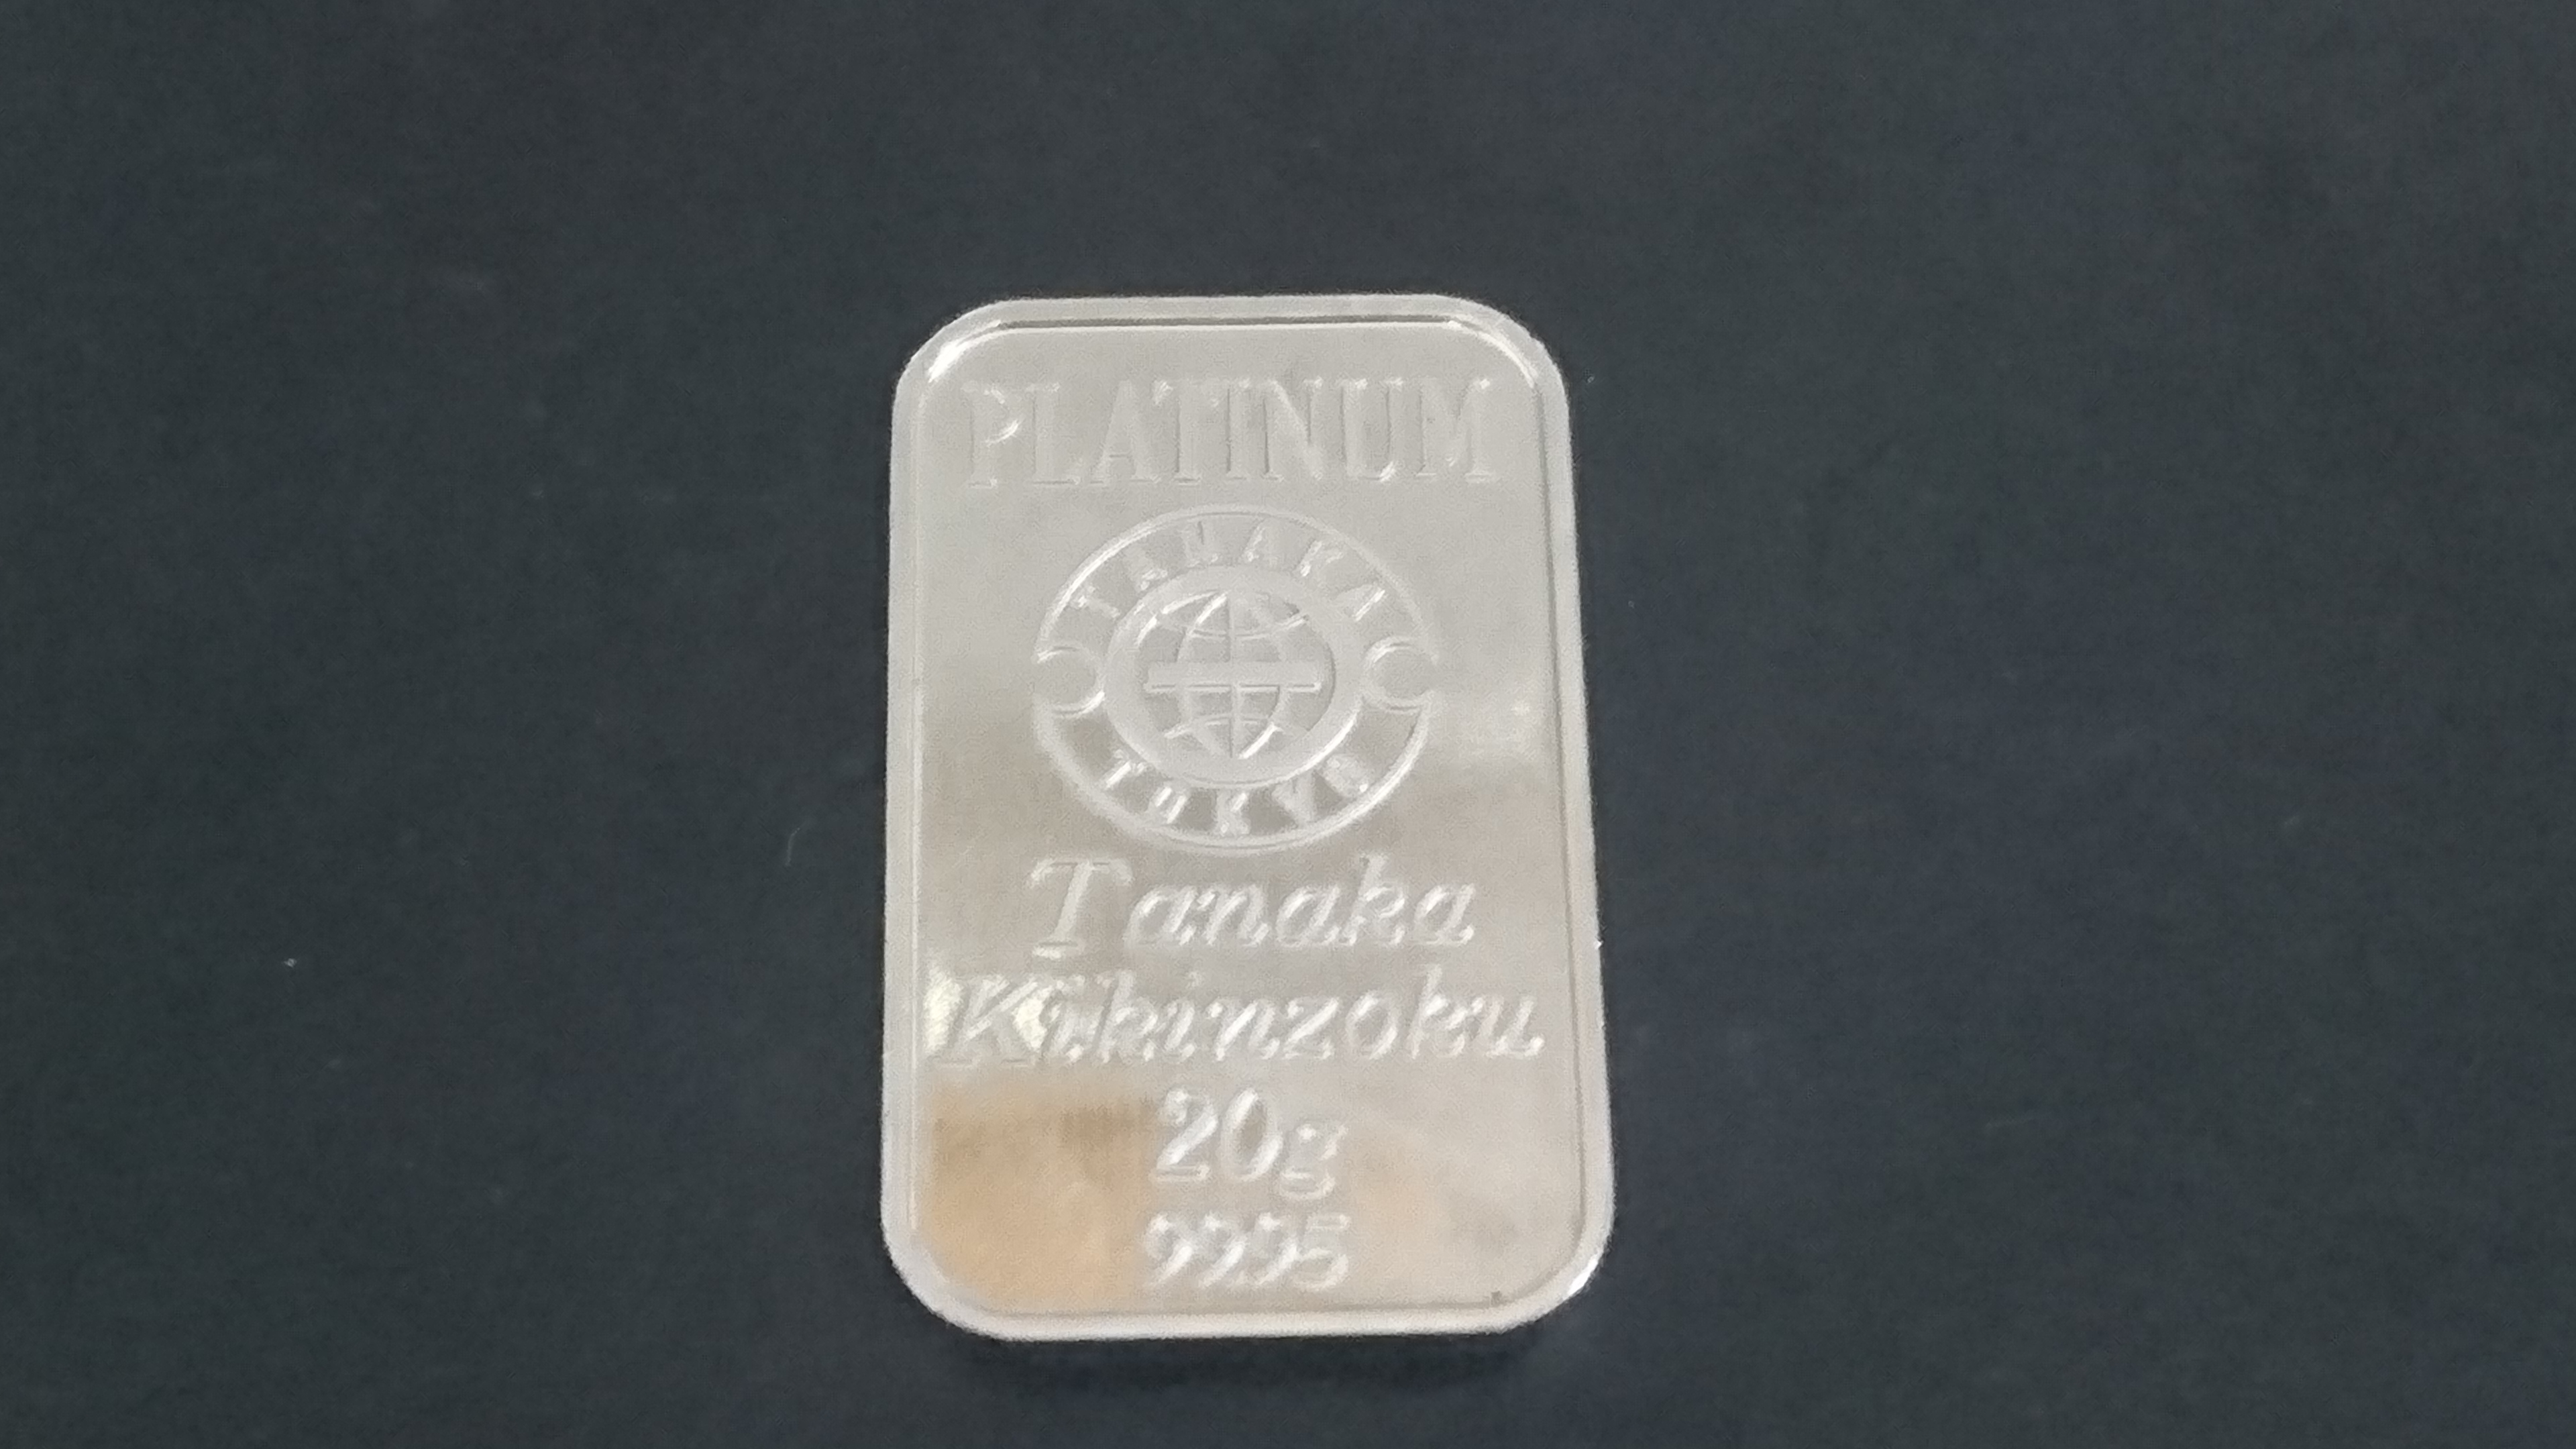 PLATINUM
TANAKA
TOKYO
Tanaka
Kikinzoku
20g
9995